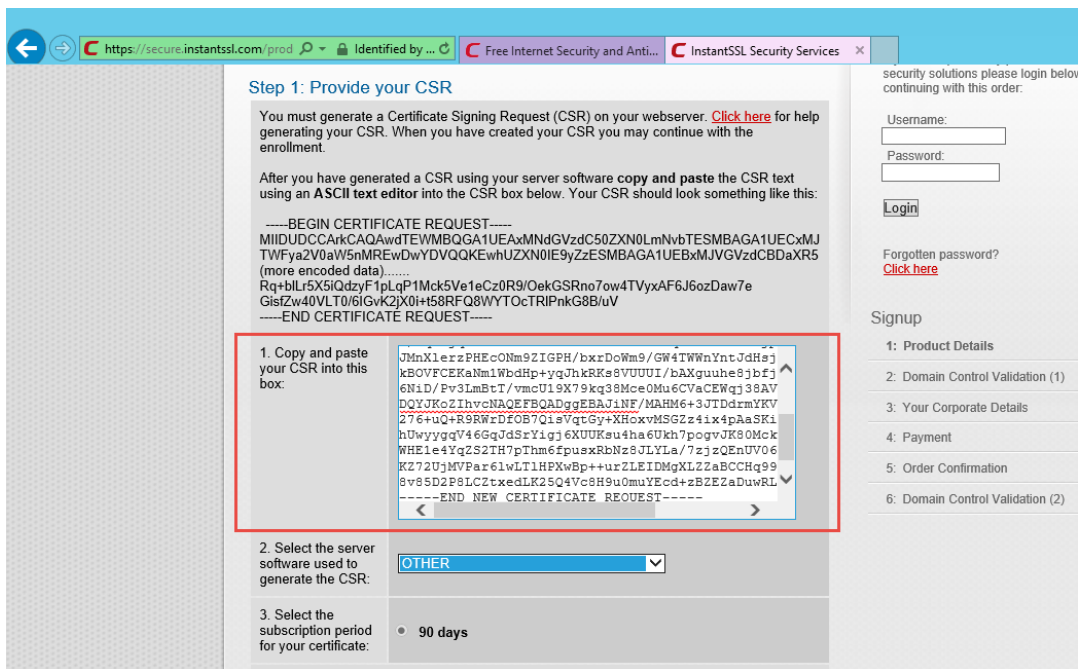 https://secure.instantssl.com/prod
Identified by ...
Free Internet Security and Anti...
InstantSSL Security Services
Step 1: Provide your CSR
You must generate a Certificate Signing Request (CSR) on your webserver. Click here for help
generating your CSR. When you have created your CSR you may continue with the
enrollment.
After you have generated a CSR using your server software copy and paste the CSR text
using an ASCII text editor into the CSR box below. Your CSR should look something like this:
-----BEGIN CERTIFICATE REQUEST-----
MIIDUDCCArkCAQAwdTEWMBQGA1UEAxMNdGVzdC50ZXN0LmNvbTESMBAGA1UECxMJ
TWFya2V0aW5nMREwDwYDVQQKEwhUZXN0IE9yZzESMBAGA1UEBxMJVGVzdCBDaXR5
(more encoded data).......
Rq+blLr5X5iQdzyF1pLqP1Mck5Ve1eCz0R9/OekGSRno7ow4TVyxAF6J6ozDaw7e
GisfZw40VLT0/6IGvK2jX0i+t58RFQ8WYTOcTRIPnkG8B/uV
-----END CERTIFICATE REQUEST-----
1. Copy and paste
your CSR into this
box:
JMnXlerzPHEcONm9ZIGPH/bxrDoWm9/GW4TWWnYntJdHsj
kBOVFCEKaNm1WbdHp+yqJhkRKs8VUUUI/bAXguuhe8jbfj
6NiD/Pv3LmBtT/vmcU19X79kq38Mce0Mu6CVaCEWqj38AV
DQYJKoZIhvcNAQEFBQADggEBAJiNF/MAHM6+3JTDdrmYKV
276+uQ+R9RWrDfOB7QisVqtGy+XHoxvMSGZz4ix4pAaSKi
hUwyygqV46GqJdSrYigj6XUUKsu4ha6Ukh7pogvJK80Mck
WHE1e4YqZS2TH7pThm6fpusxRbNz8JLYLa/7zjzQEnUV06
KZ72UjMVPar6lwLTlHPXwBp++urZLEIDMgXLZZaBCCHq99
8v85D2P8LCZtxedLK25Q4Vc8H9u0muYEcd+zBZEZaDuwRL
-----END NEW CERTIFICATE REQUEST-----
2. Select the server
software used to
generate the CSR:
OTHER
3. Select the
subscription period
for your certificate:
90 days
security solutions please login below
continuing with this order:
Username:
Password:
Login
Forgotten password?
Click here
Signup
1: Product Details
2: Domain Control Validation (1)
3: Your Corporate Details
4: Payment
5: Order Confirmation
6: Domain Control Validation (2)